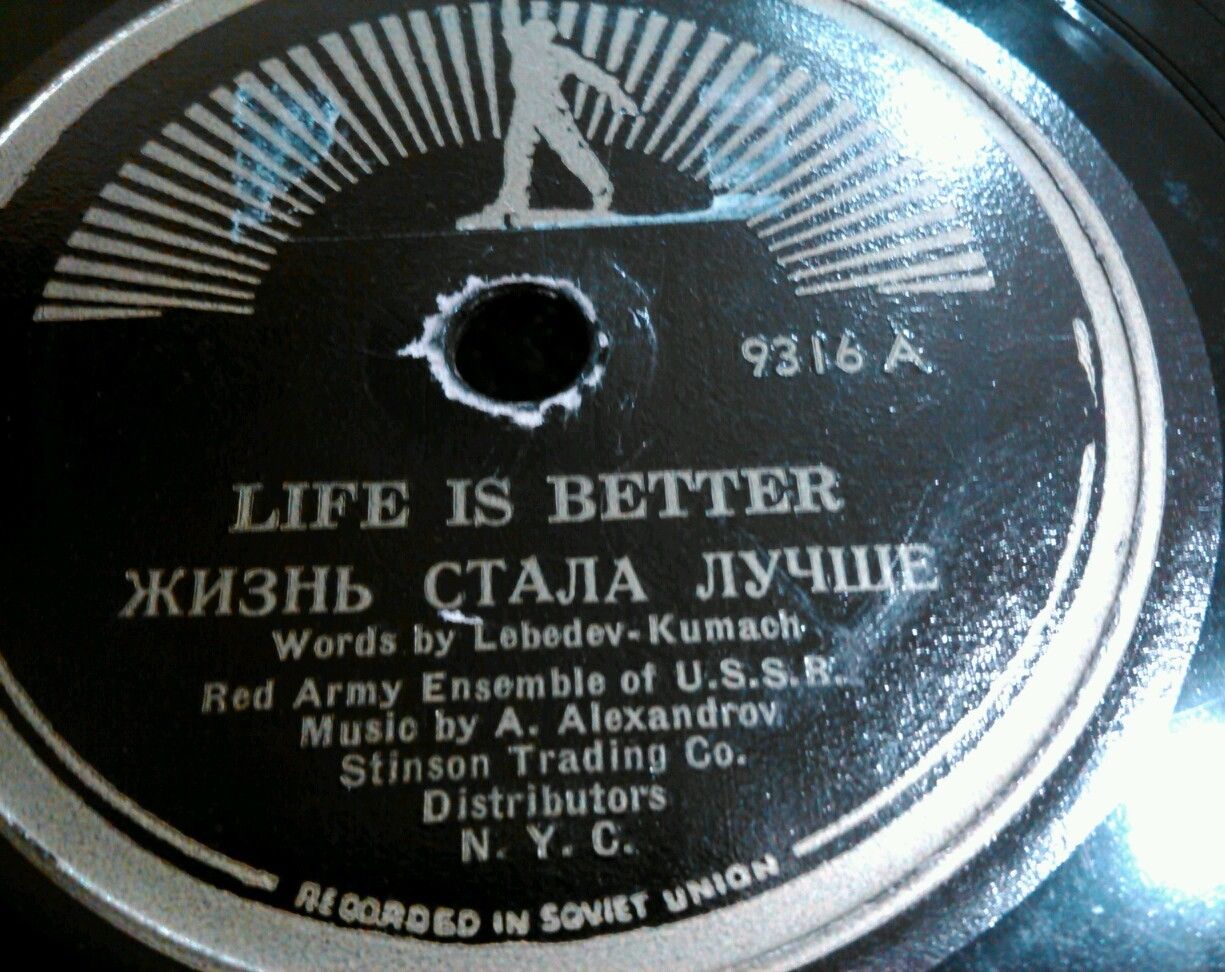 9316 A
LIFE IS BETTER
ЖИЗНЬ СТАЛА ЛУЧШЕ
Words by Lebedev-Kumach
Red Army Ensemble of U.S.S.R.
Music by A. Alexandrov
Stinson Trading Co.
Distributors
N. Y. C.
RECORDED IN SOVIET UNION